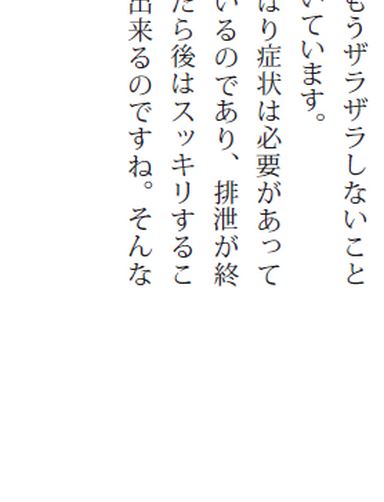 もうザラザラしないこと
いています。
はり症状は必要があって
いるのであり、排泄が終
たら後はスッキリするこ
出来るのですね。そんな